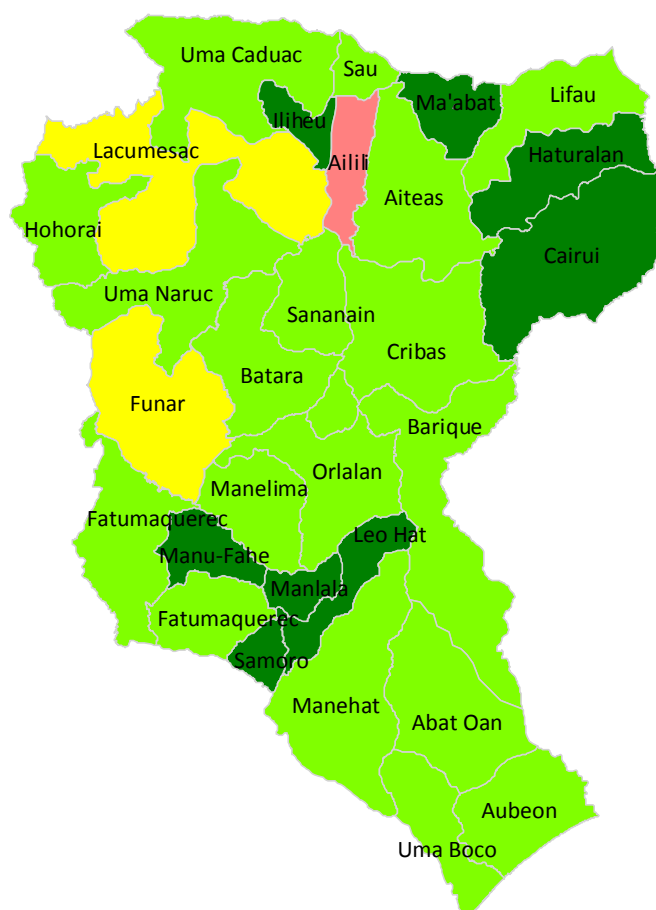 Uma Caduac
Sau
Ma'abat
Lifau
Iliheu
Lacumesac
Ailili
Haturalan
Aiteas
Hohorai
Cairui
Uma Naruc
Sananain
Cribas
Batara
Funar
Barique
Orlalan
Manelima
Fatumaquerec
Leo Hat
Manu-Fahe
Manlala
Fatumaquerec
Samoro
Manehat
Abat Oan
Aubeon
Uma Boco